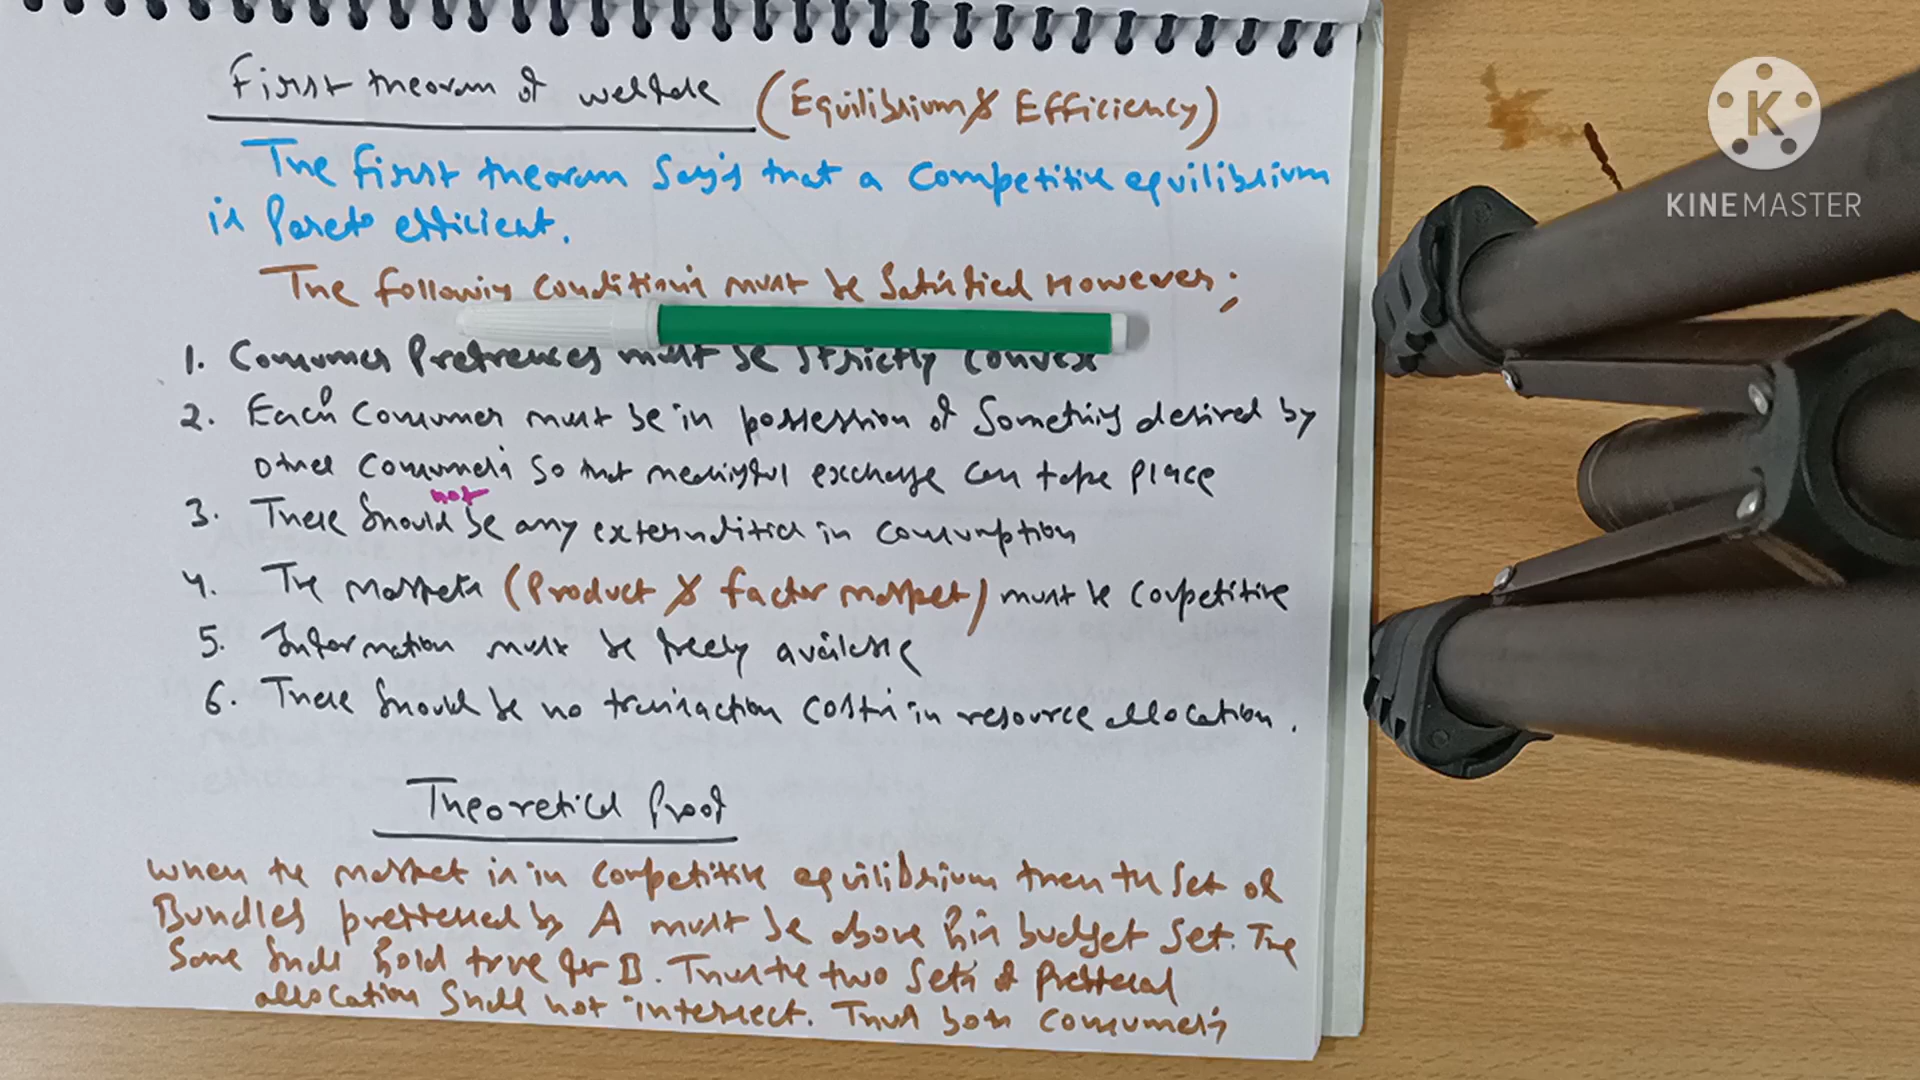 First theorem of welfare (Equilibrium & Efficiency)
The first theorem says that a competitive equilibrium
is Pareto efficient.
The following conditions must be satisfied However;
1. Consumer Prefrences must be strictly convex
2. Each consumer must be in possession of something desired by
other consumers so that meaningful exchange can take place
not
3. There should be any externalities in consumption
4. The markets (Product & factor market) must be competitive
5. Information must be freely available
6. There should be no transaction costs in resource allocation.
Theoretical Proof
When the market is in competitive equilibrium then the set of
Bundles preffered by A must be above his budget set. The
same shall hold true for B. Thus the two sets of preffered
allocation shall not intersect. Thus both consumers
K
KINEMASTER